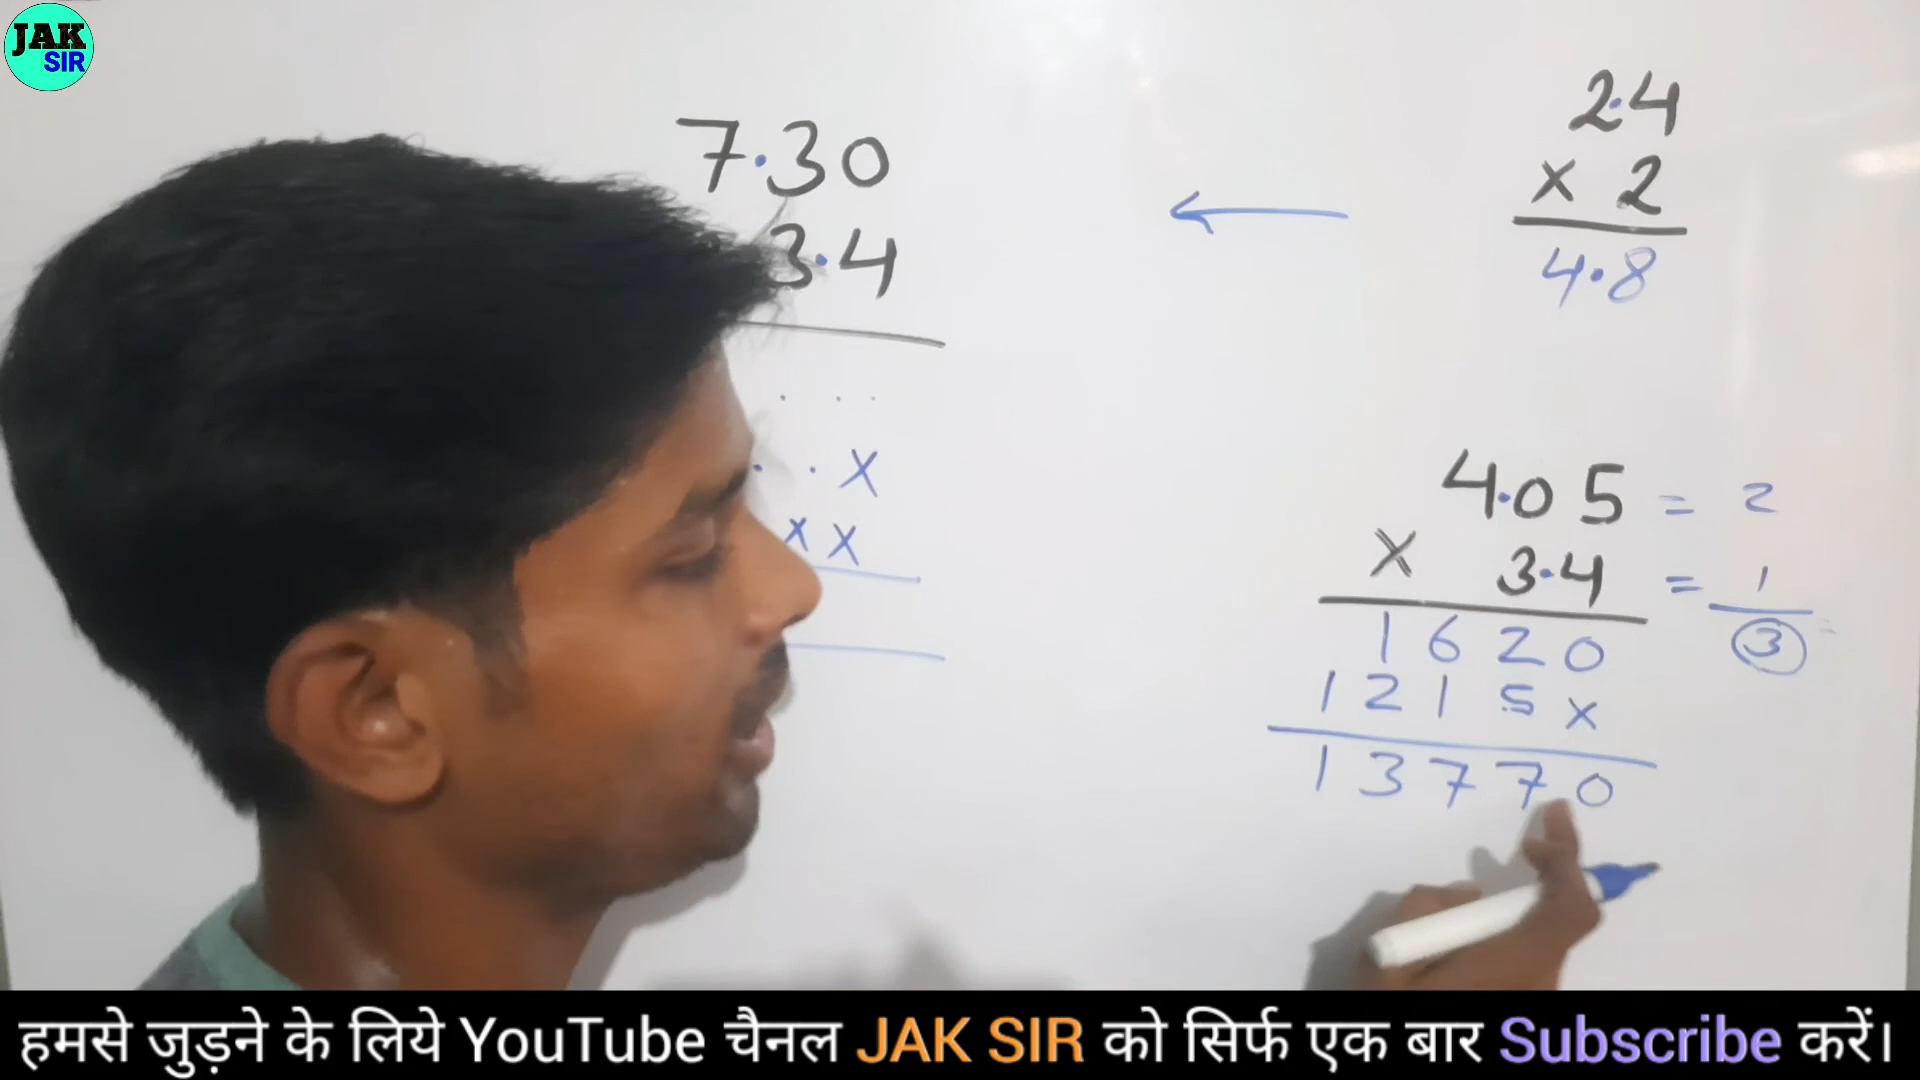 JAK
SIR
7.30
3.4
. . .
. . x
x x
2.4
x 2
4.8
4.05 = 2
x 3.4 = 1
1620 3
1215x
13770
हमसे जुड़ने के लिये YouTube चैनल JAK SIR को सिर्फ एक बार Subscribe करें।